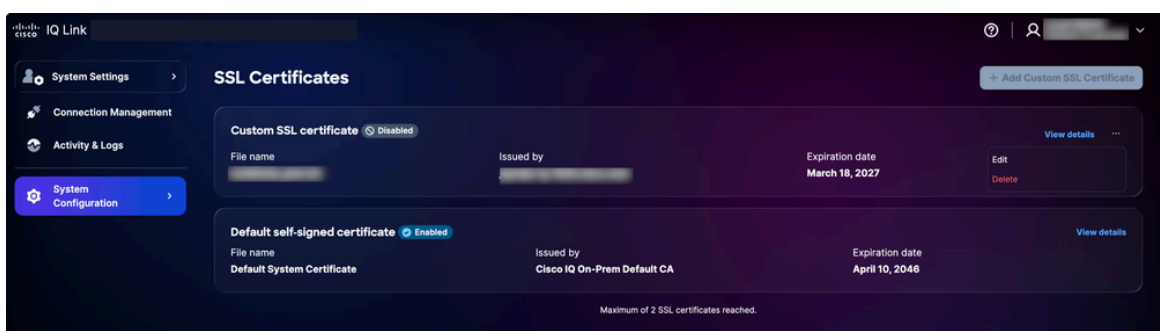 cisco IQ Link
System Settings
SSL Certificates
+ Add Custom SSL Certificate
Connection Management
Activity & Logs
System
Configuration
Custom SSL certificate Disabled
View details ...
File name Issued by Expiration date
March 18, 2027
Edit
Delete
Default self-signed certificate Enabled
View details
File name Issued by Expiration date
Default System Certificate Cisco IQ On-Prem Default CA April 10, 2046
Maximum of 2 SSL certificates reached.